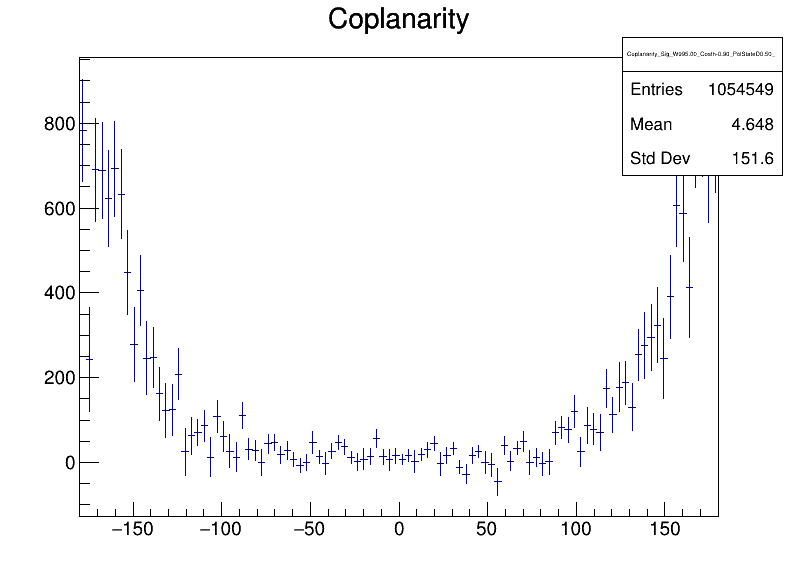 Coplanarity
Coplanarity_Sig_W995.00_Costh-0.90_PolStateD0.50_
Entries 1054549
Mean 4.648
Std Dev 151.6
800
600
400
200
0
−150 −100 −50 0 50 100 150